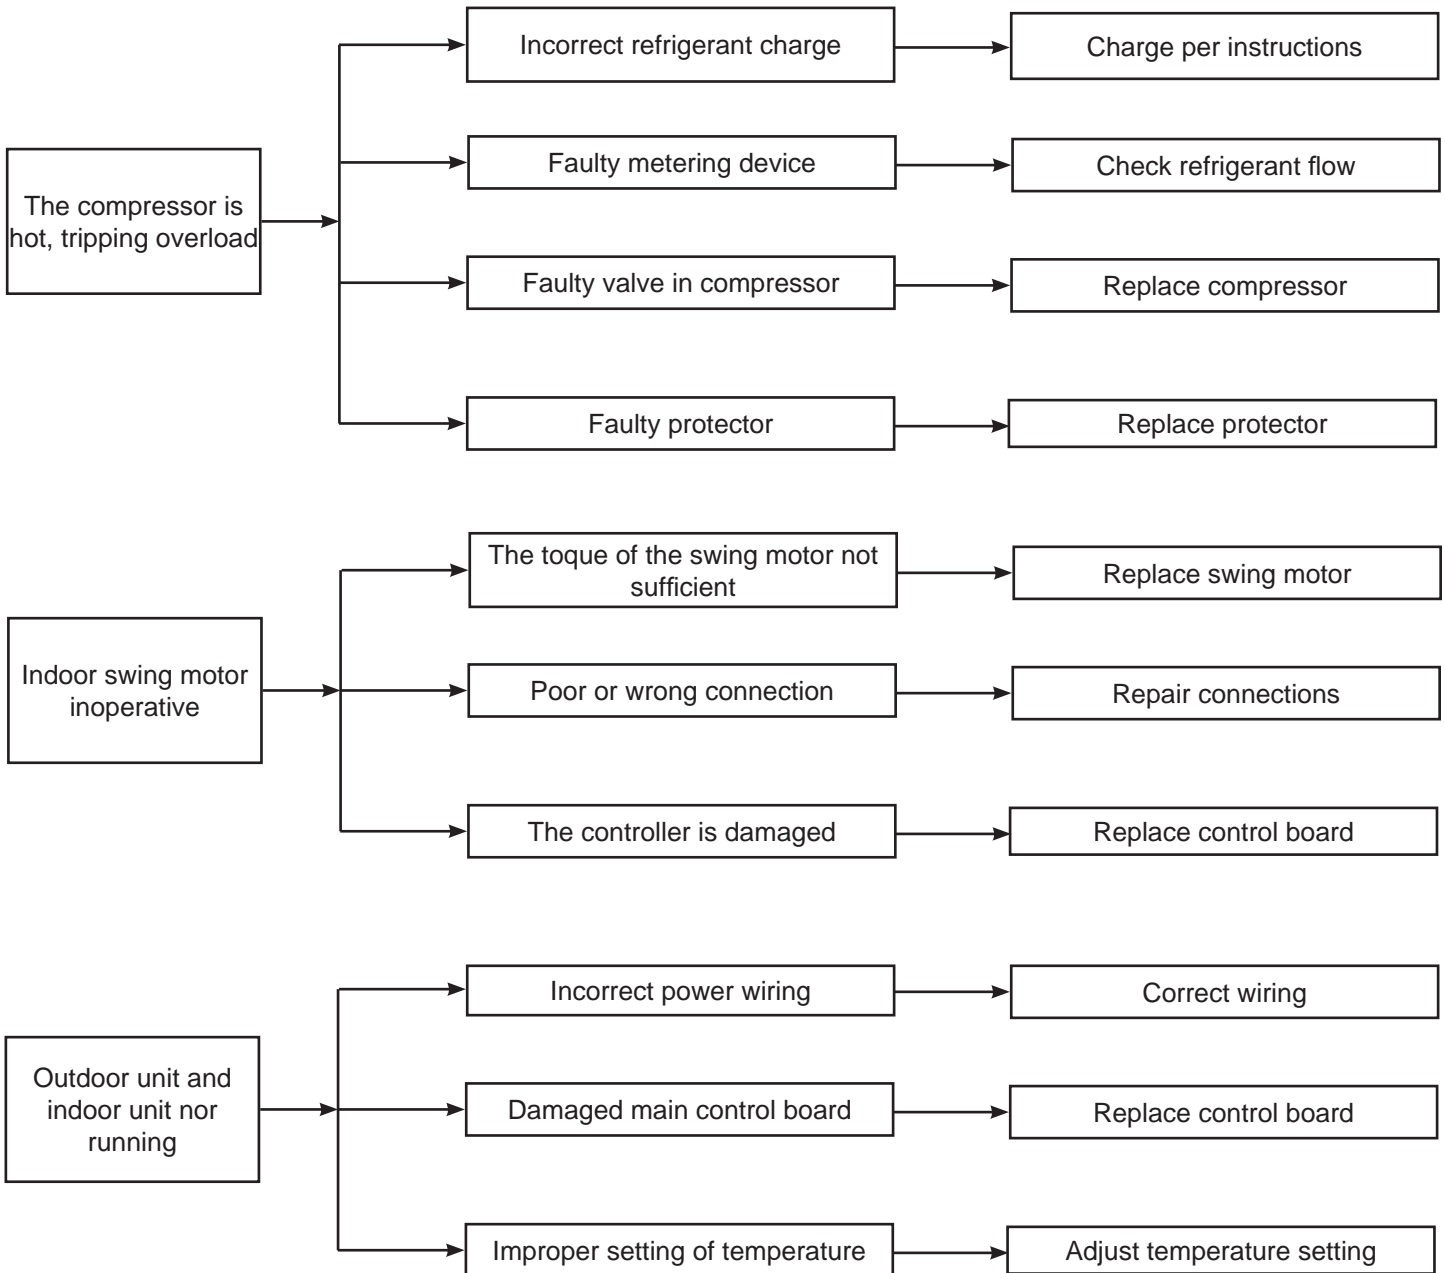 Incorrect refrigerant charge
Charge per instructions
The compressor is
hot, tripping overload
Faulty metering device
Check refrigerant flow
Faulty valve in compressor
Replace compressor
Faulty protector
Replace protector
Indoor swing motor
inoperative
The toque of the swing motor not
sufficient
Replace swing motor
Poor or wrong connection
Repair connections
The controller is damaged
Replace control board
Outdoor unit and
indoor unit nor
running
Incorrect power wiring
Correct wiring
Damaged main control board
Replace control board
Improper setting of temperature
Adjust temperature setting